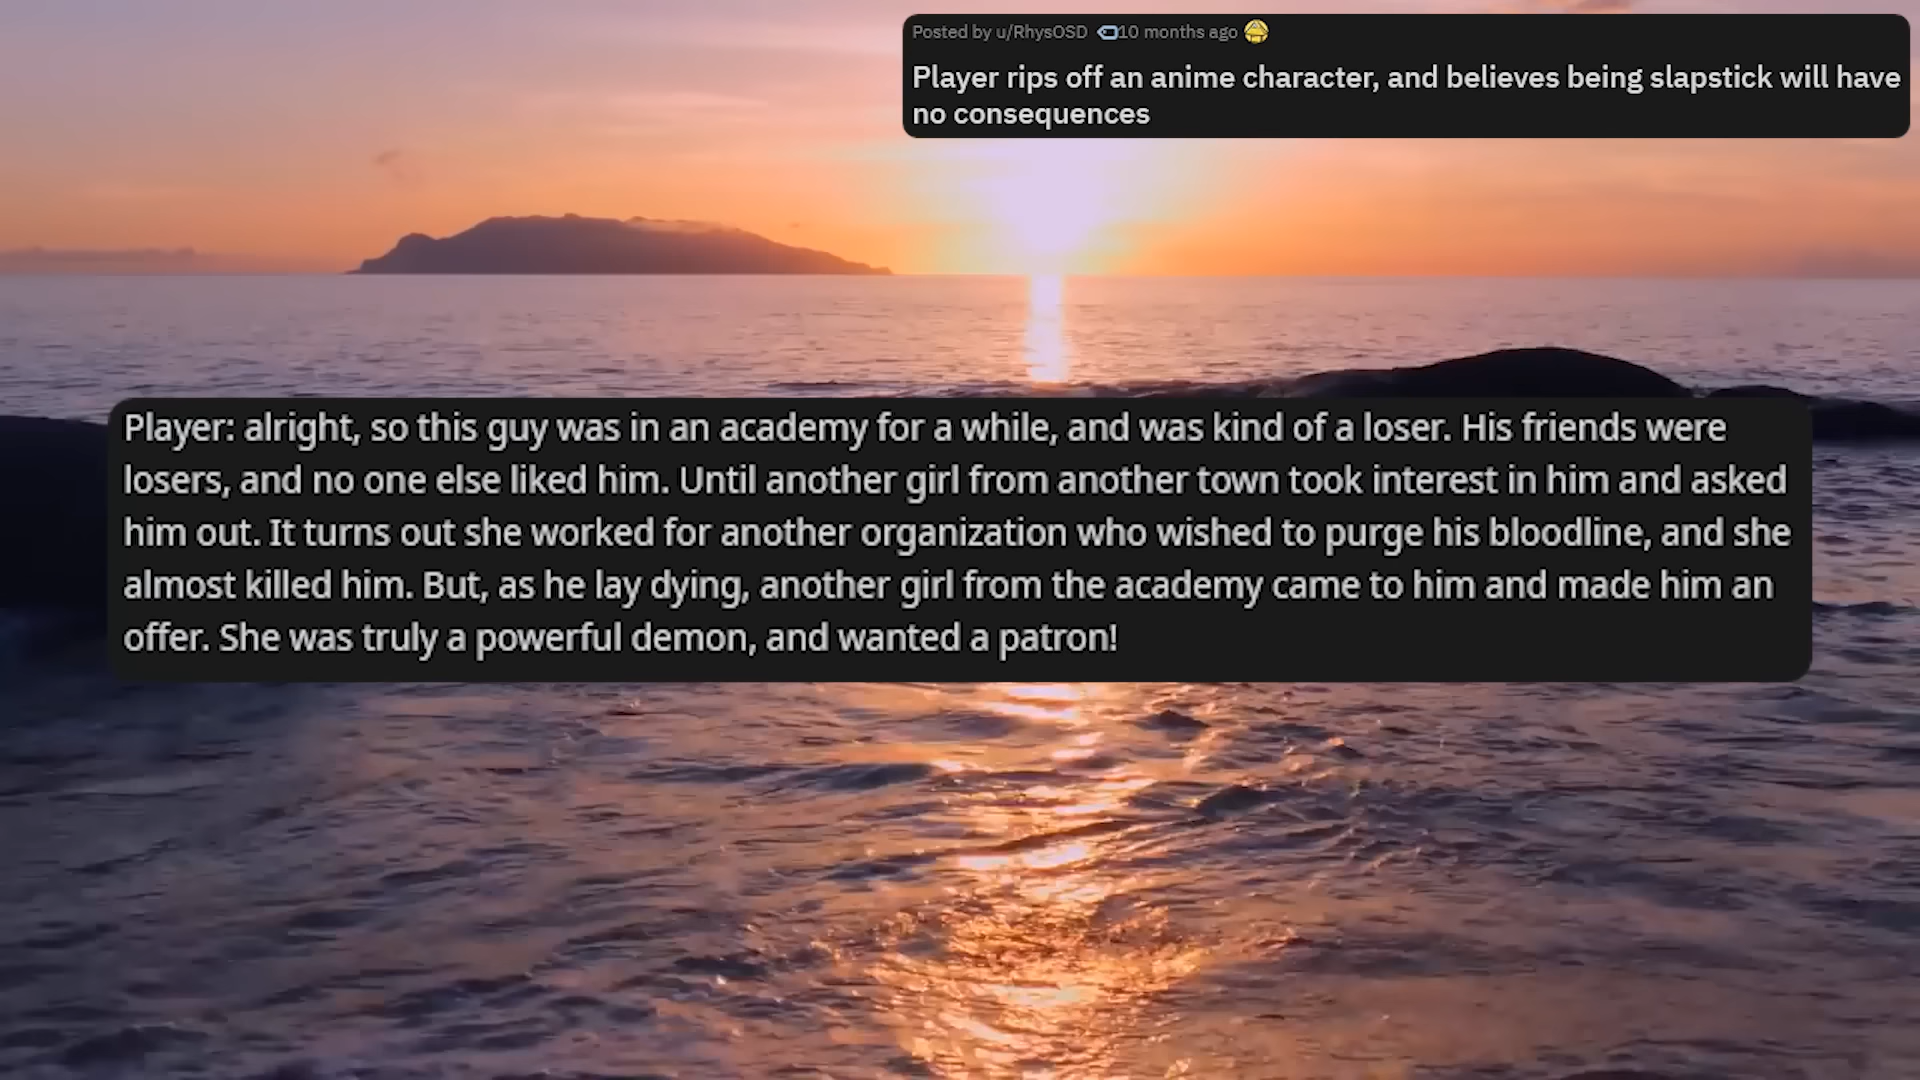 Posted by u/RhysOSD 10 months ago
Player rips off an anime character, and believes being slapstick will have
no consequences
Player: alright, so this guy was in an academy for a while, and was kind of a loser. His friends were
losers, and no one else liked him. Until another girl from another town took interest in him and asked
him out. It turns out she worked for another organization who wished to purge his bloodline, and she
almost killed him. But, as he lay dying, another girl from the academy came to him and made him an
offer. She was truly a powerful demon, and wanted a patron!